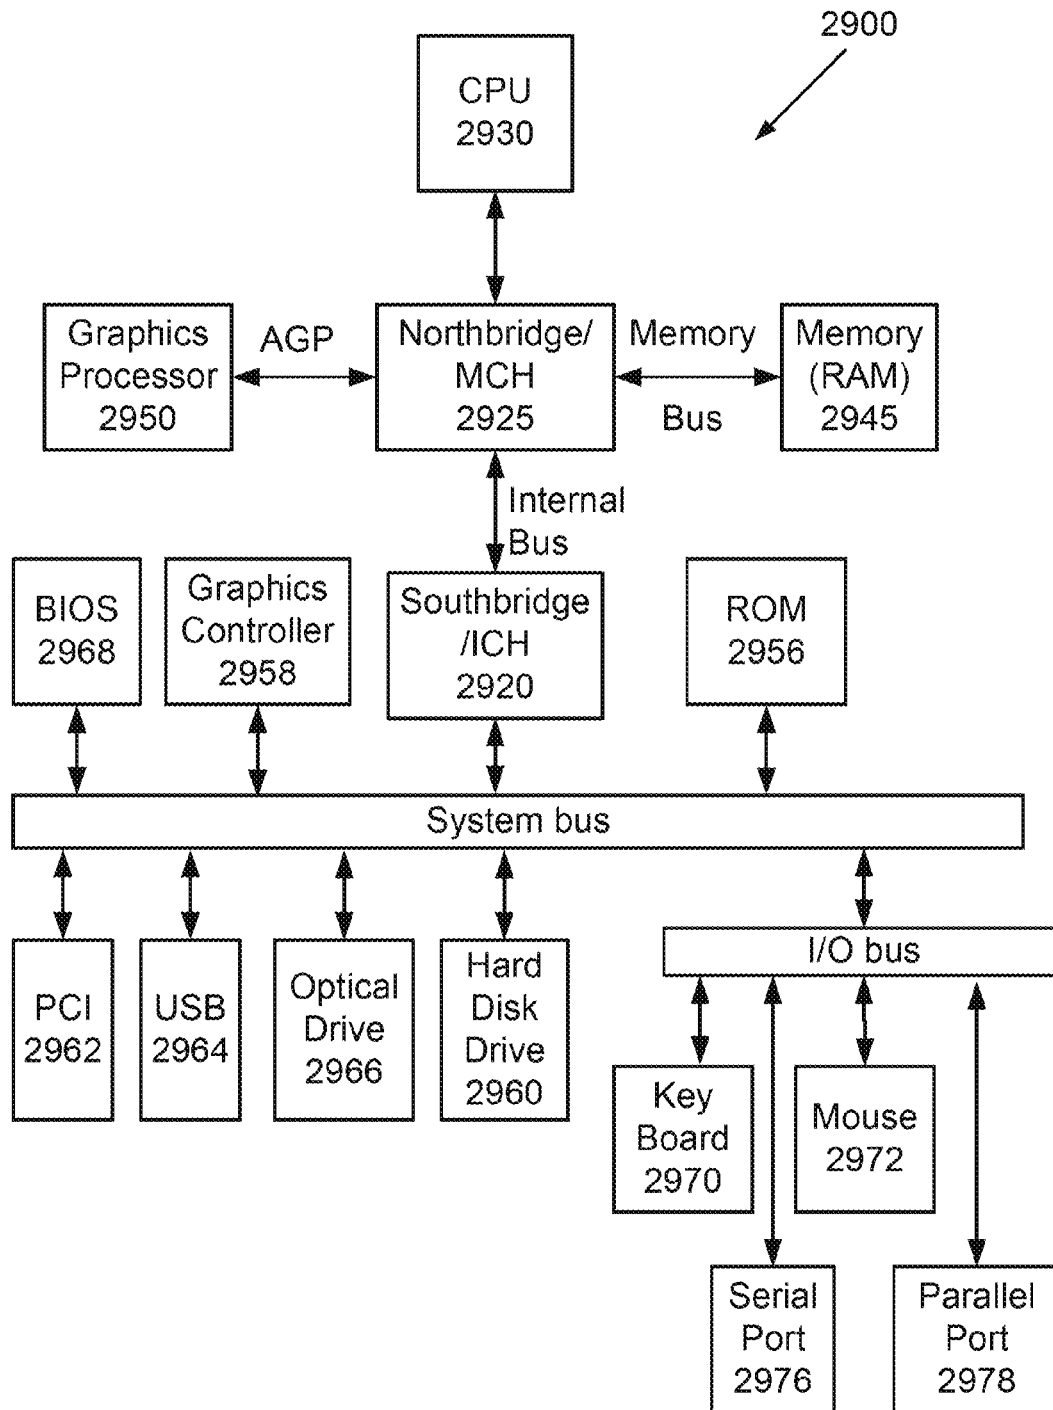 2900
CPU
2930
Graphics
Processor
2950
AGP
Northbridge/
MCH
2925
Memory
Bus
Memory
(RAM)
2945
Internal
Bus
BIOS
2968
Graphics
Controller
2958
Southbridge
/ICH
2920
ROM
2956
System bus
PCI
2962
USB
2964
Optical
Drive
2966
Hard
Disk
Drive
2960
I/O bus
Key
Board
2970
Mouse
2972
Serial
Port
2976
Parallel
Port
2978